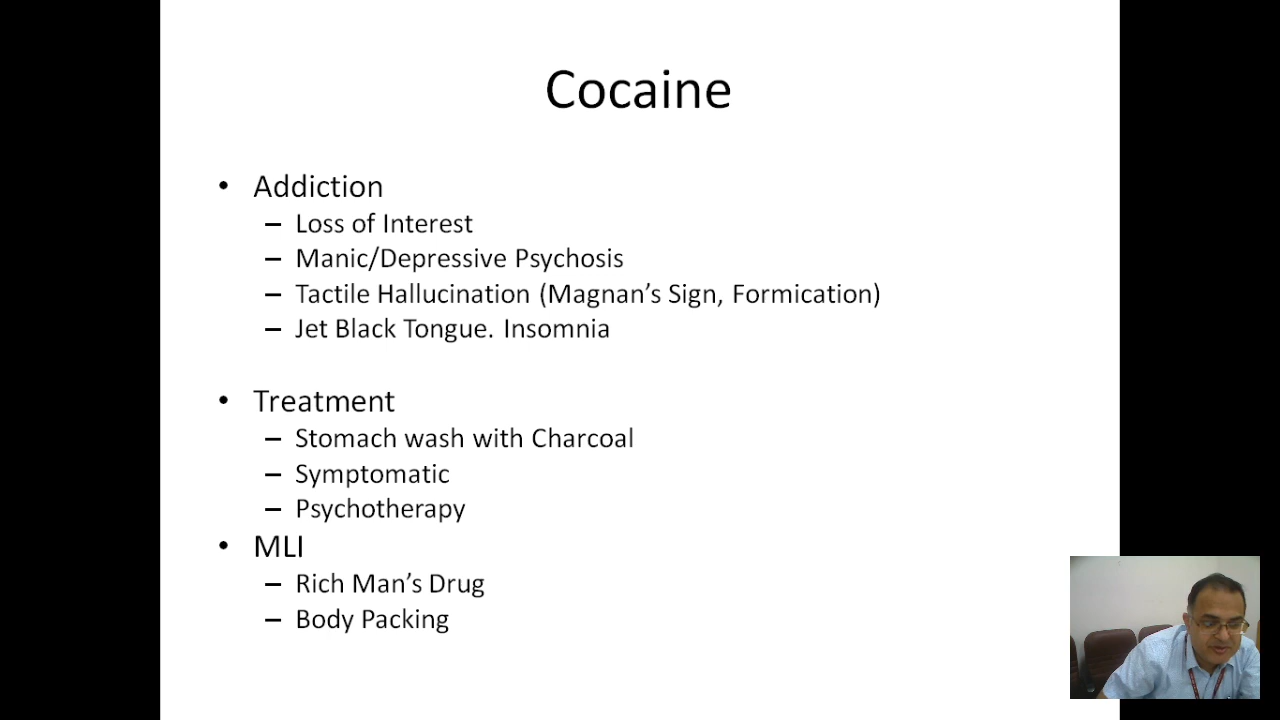 Cocaine
• Addiction
– Loss of Interest
– Manic/Depressive Psychosis
– Tactile Hallucination (Magnan’s Sign, Formication)
– Jet Black Tongue. Insomnia
• Treatment
– Stomach wash with Charcoal
– Symptomatic
– Psychotherapy
• MLI
– Rich Man’s Drug
– Body Packing